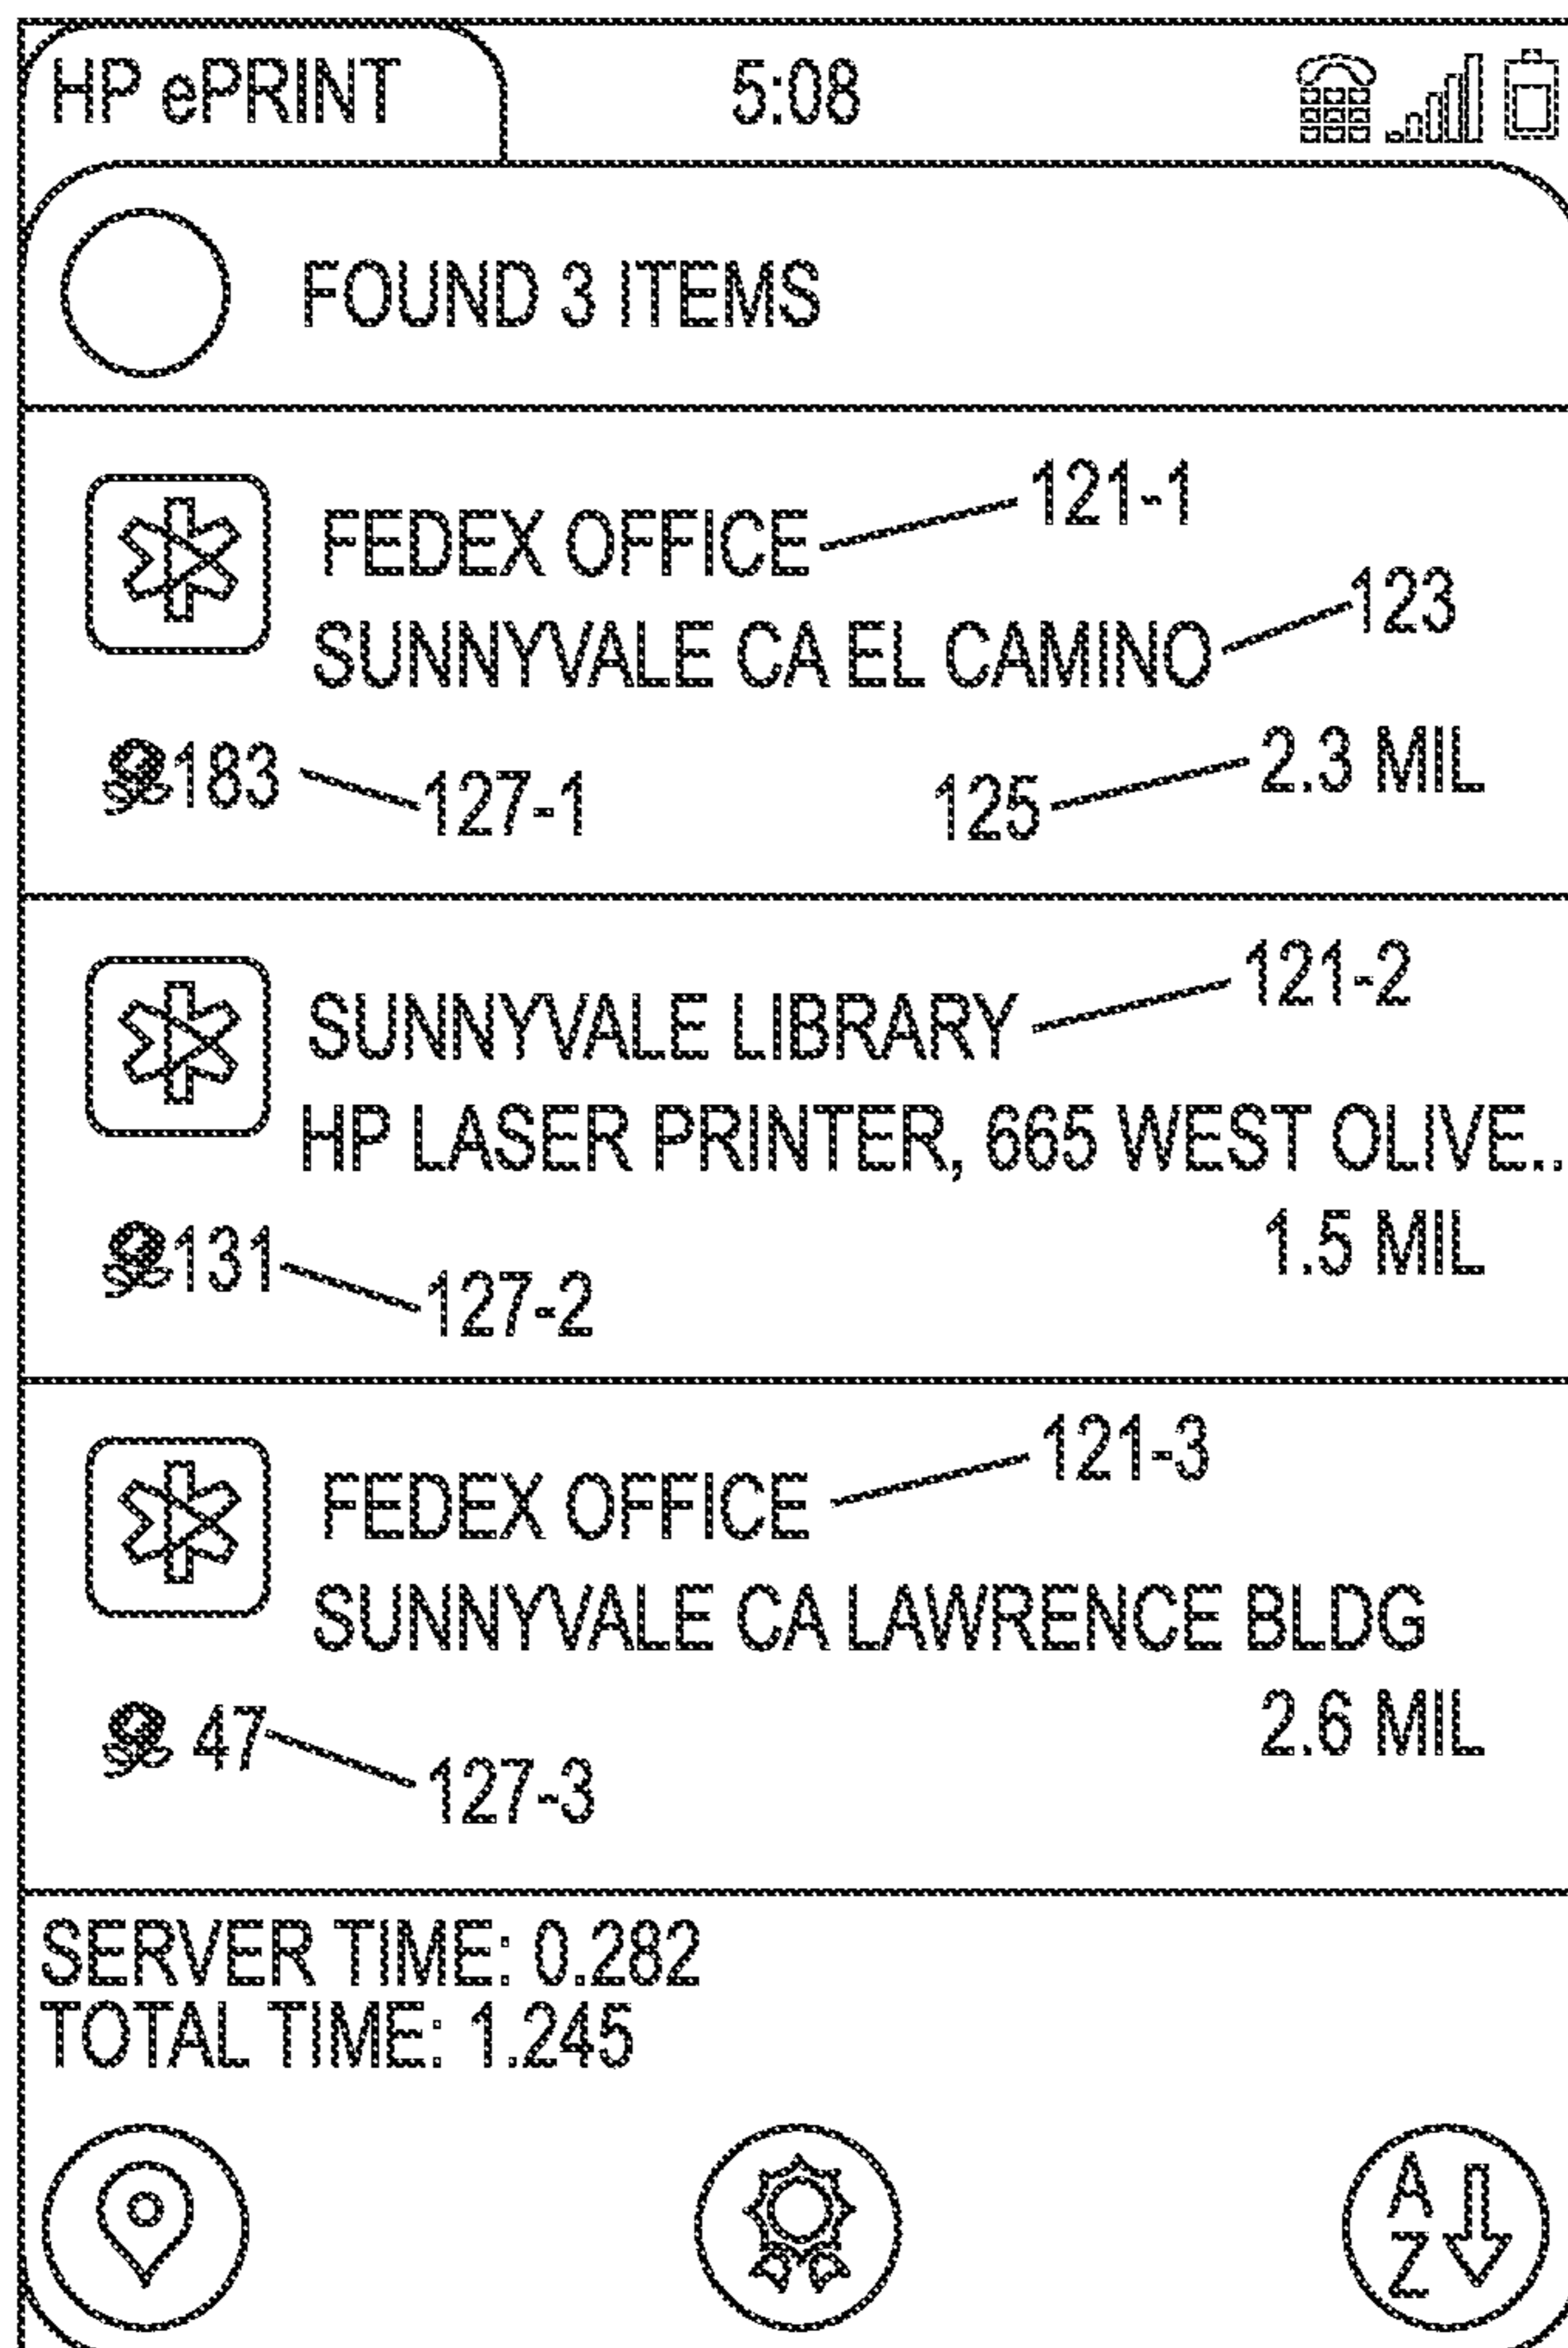 HP ePRINT 5:08
FOUND 3 ITEMS
121-1
FEDEX OFFICE
123
SUNNYVALE CA EL CAMINO
183 127-1 125 2.3 MIL
121-2
SUNNYVALE LIBRARY
HP LASER PRINTER, 665 WEST OLIVE..
131 1.5 MIL
127-2
121-3
FEDEX OFFICE
SUNNYVALE CA LAWRENCE BLDG
47 2.6 MIL
127-3
SERVER TIME: 0.282
TOTAL TIME: 1.245
A
Z